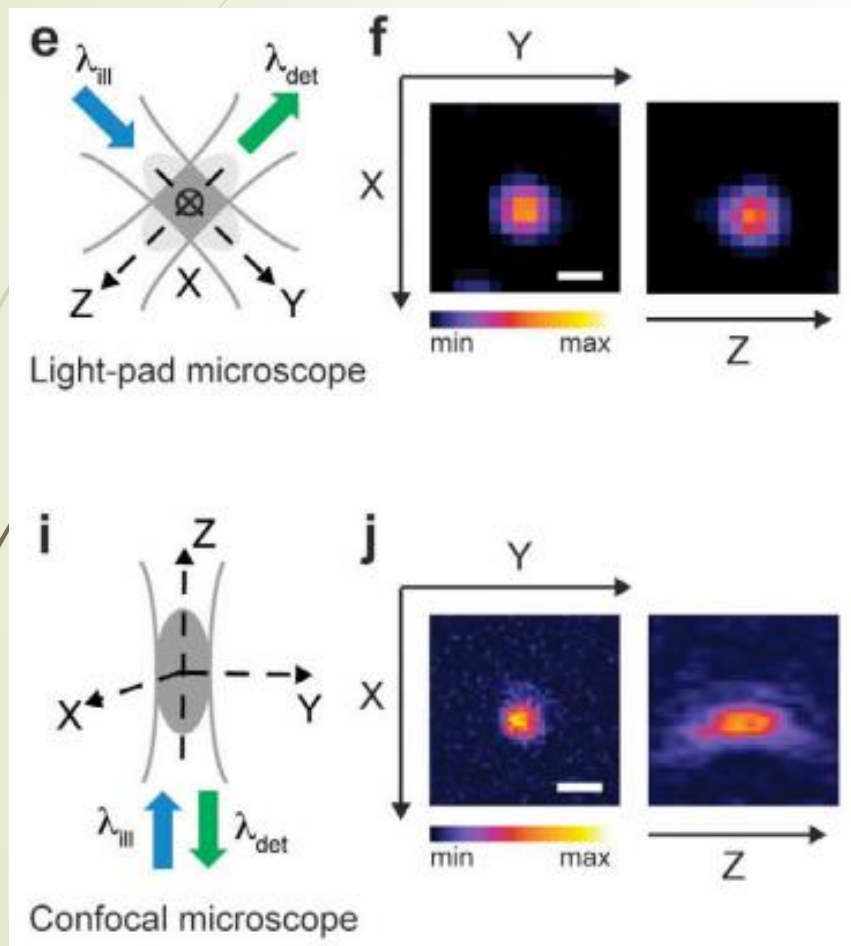 e
λill
λdet
Z
X
Y
Light-pad microscope
f
Y
X
min
max
Z
i
Z
X
Y
λill
λdet
Confocal microscope
j
Y
X
min
max
Z